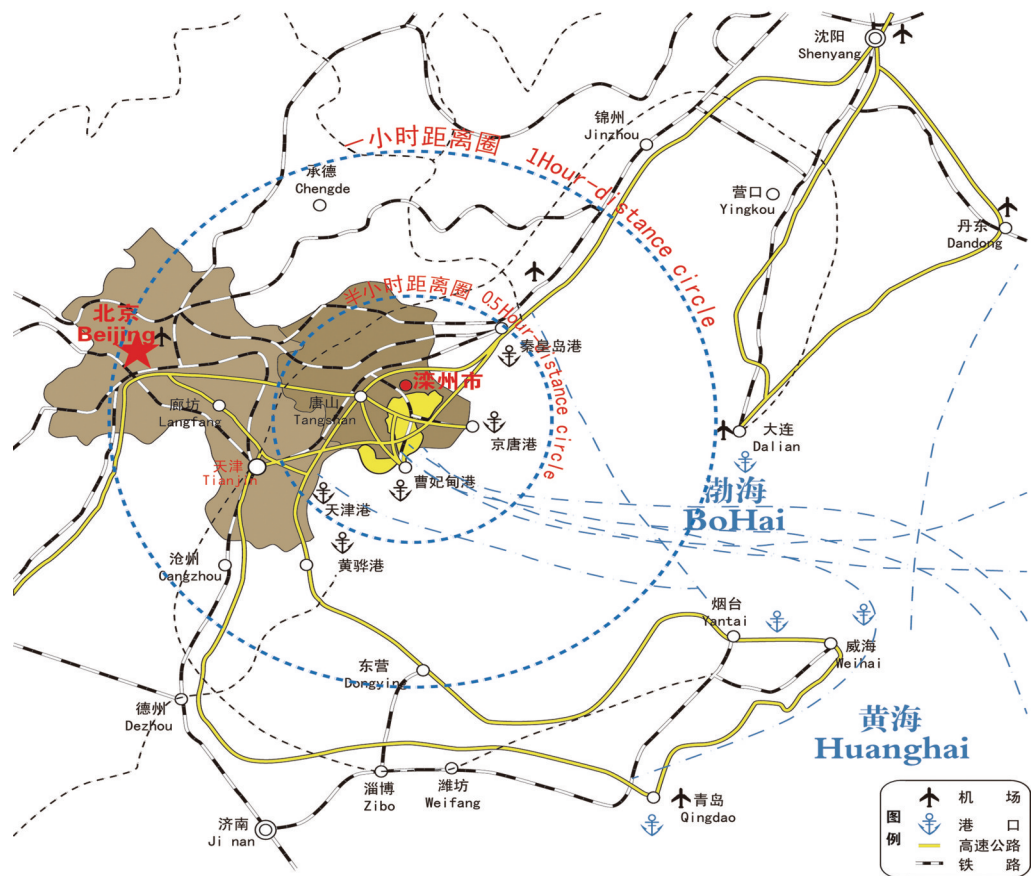 沈阳
Shenyang
锦州
Jinzhou
一小时距离圈 1Hour-distance circle
承德
Chengde
营口
Yingkou
丹东
Dandong
半小时距离圈 0.5Hour-distance circle
北京
Beijing
秦皇岛港
滦州市
唐山
Tangshan
廊坊
Langfang
京唐港
大连
Dalian
天津
Tianjin
曹妃甸港
天津港
渤海
BoHai
沧州
Cangzhou
黄骅港
烟台
Yantai
威海
Weihai
东营
Dongying
德州
Dezhou
黄海
Huanghai
淄博
Zibo
潍坊
Weifang
青岛
Qingdao
济南
Ji nan
图例
机 场
港 口
高速公路
铁 路